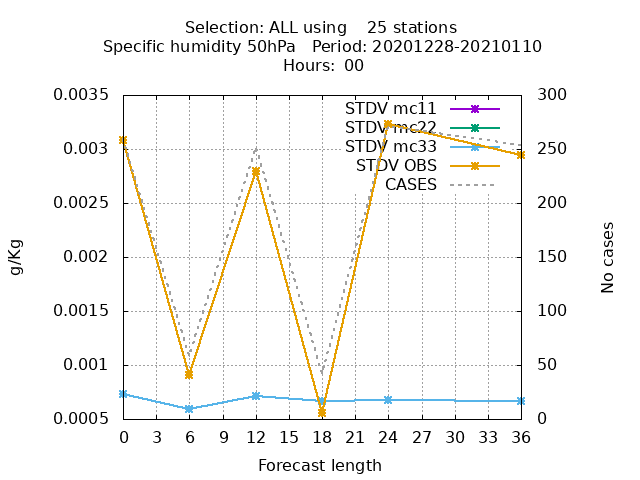 Selection: ALL using 25 stations
Specific humidity 50hPa Period: 20201228-20210110
Hours: 00
STDV mc11
STDV mc22
STDV mc33
STDV OBS
CASES
g/Kg
0.0035
0.003
0.0025
0.002
0.0015
0.001
0.0005
300
250
200
150
100
50
0
No cases
0 3 6 9 12 15 18 21 24 27 30 33 36
Forecast length